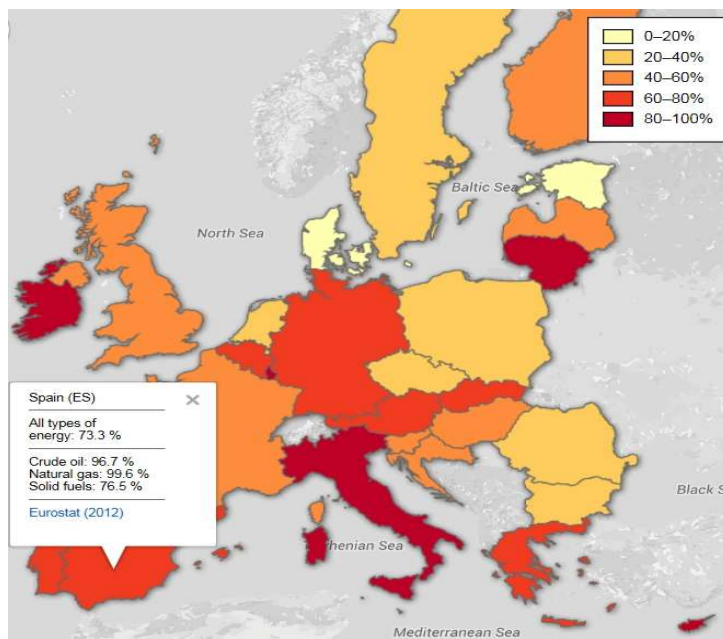 0–20%
20–40%
40–60%
60–80%
80–100%
Baltic Sea
North Sea
Spain (ES)
×
All types of
energy: 73.3 %
Crude oil: 96.7 %
Natural gas: 99.6 %
Solid fuels: 76.5 %
Eurostat (2012)
Black S
rhenian Sea
Mediterranean Sea